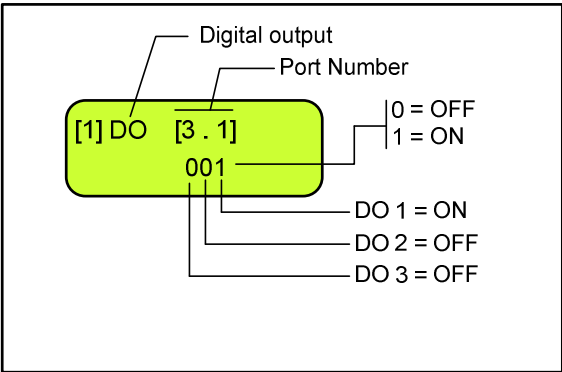 Digital output
Port Number
[1] DO [3 . 1]
001
0 = OFF
1 = ON
DO 1 = ON
DO 2 = OFF
DO 3 = OFF